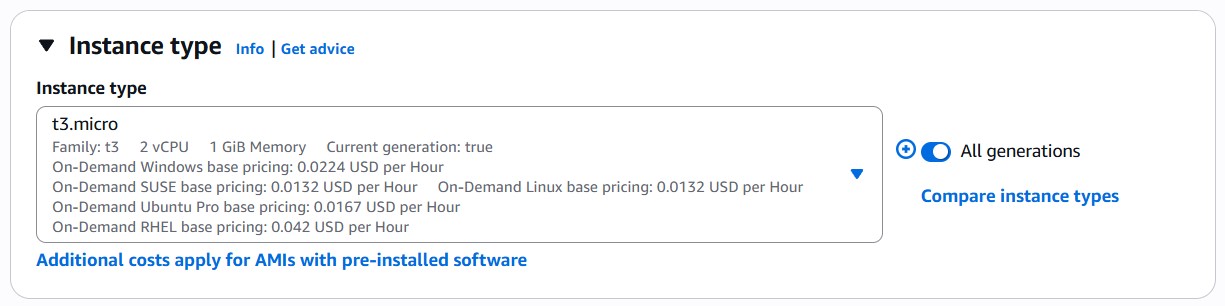 Instance type Info | Get advice
Instance type
t3.micro
Family: t3 2 vCPU 1 GiB Memory Current generation: true
On-Demand Windows base pricing: 0.0224 USD per Hour
On-Demand SUSE base pricing: 0.0132 USD per Hour On-Demand Linux base pricing: 0.0132 USD per Hour
On-Demand Ubuntu Pro base pricing: 0.0167 USD per Hour
On-Demand RHEL base pricing: 0.042 USD per Hour
All generations
Compare instance types
Additional costs apply for AMIs with pre-installed software